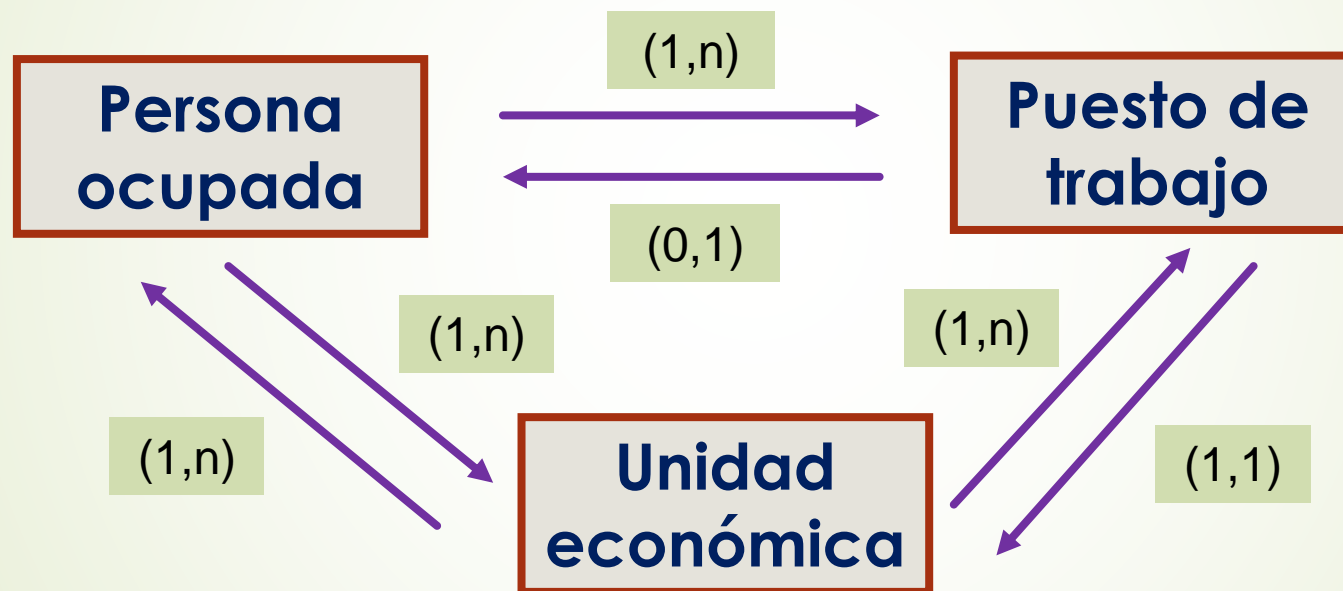 (1,n)
Persona
ocupada
Puesto de
trabajo
(0,1)
(1,n)
(1,n)
(1,n)
(1,1)
Unidad
económica